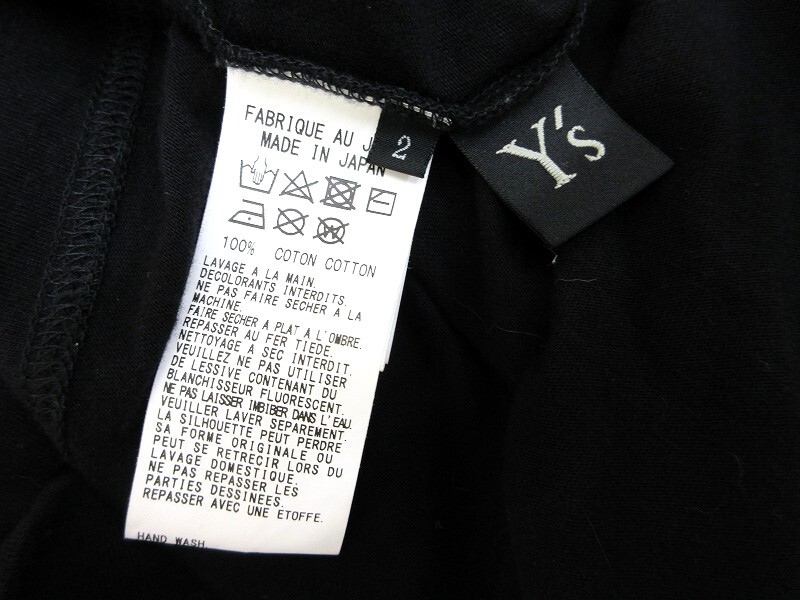 FABRIQUE AU J
MADE IN JAPAN
2
Y's
100% COTON COTTON
LAVAGE A LA MAIN.
DECOLORANTS INTERDITS.
NE PAS FAIRE SECHER A LA
MACHINE.
FAIRE SECHER A PLAT A L'OMBRE.
REPASSER AU FER TIEDE.
NETTOYAGE A SEC INTERDIT.
VEUILLEZ NE PAS UTILISER
DE LESSIVE CONTENANT DU
BLANCHISSEUR FLUORESCENT.
NE PAS LAISSER IMBIBER DANS L'EAU.
VEUILLER LAVER SEPAREMENT.
LA SILHOUETTE PEUT PERDRE
SA FORME ORIGINALE OU
PEUT SE RETRECIR LORS DU
LAVAGE DOMESTIQUE.
NE PAS REPASSER LES
PARTIES DESSINEES.
REPASSER AVEC UNE ETOFFE.
HAND WASH.